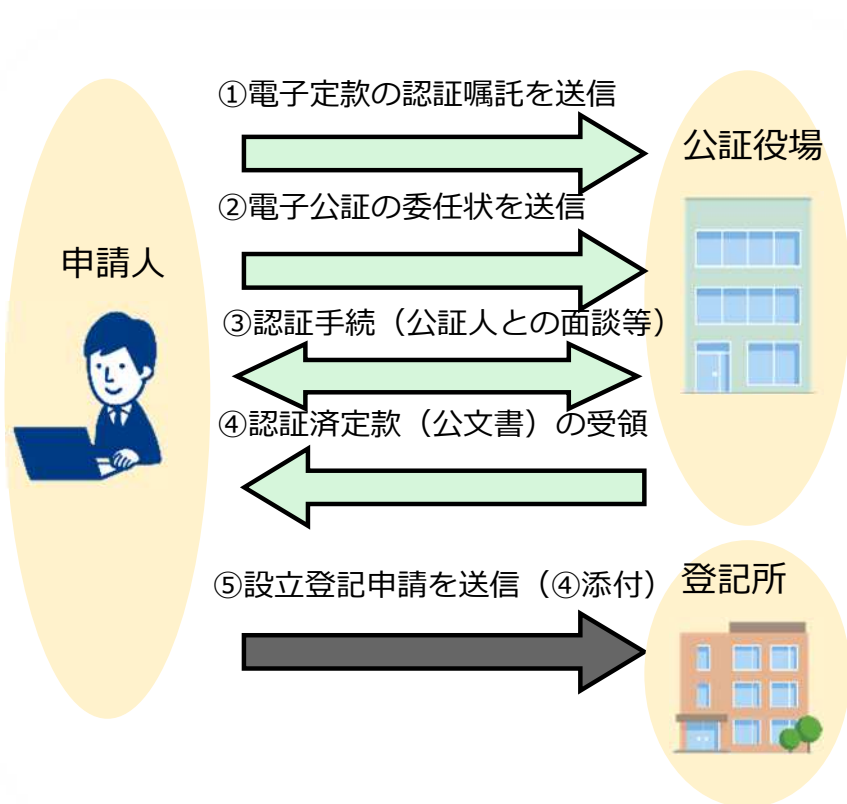 ①電子定款の認証嘱託を送信
公証役場
②電子公証の委任状を送信
申請人
③認証手続（公証人との面談等）
④認証済定款（公文書）の受領
⑤設立登記申請を送信（④添付）
登記所